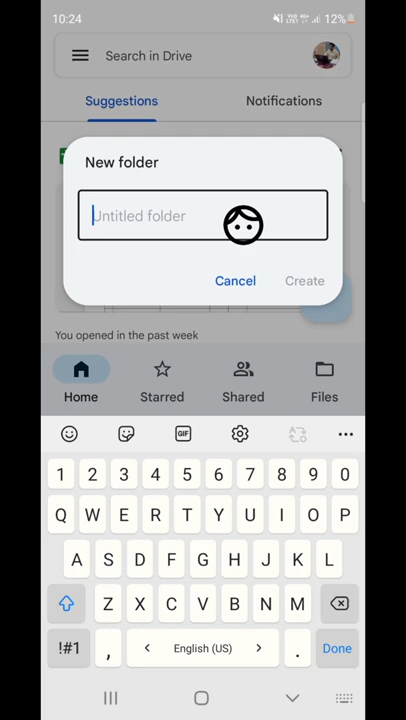 10:24
12%
Search in Drive
Suggestions
Notifications
New folder
Untitled folder
Cancel
Create
You opened in the past week
Home
Starred
Shared
Files
GIF
1 2 3 4 5 6 7 8 9 0
Q W E R T Y U I O P
A S D F G H J K L
Z X C V B N M
!#1 , < English (US) > . Done